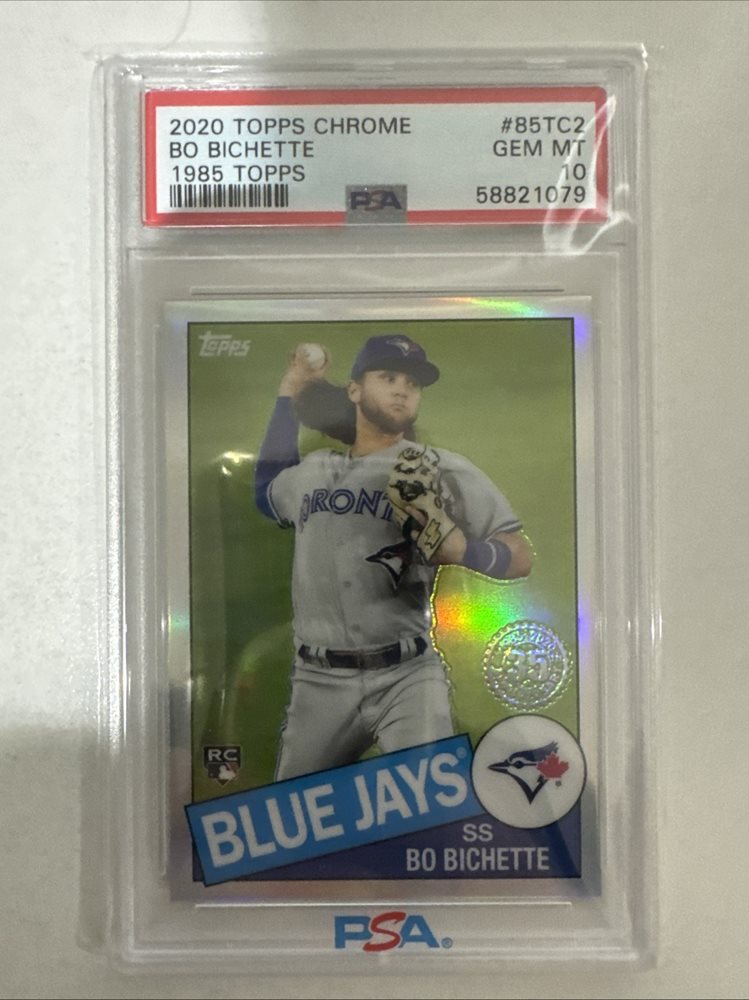 2020 TOPPS CHROME #85TC2
BO BICHETTE GEM MT
1985 TOPPS 10
PSA 58821079
Topps
TORONT
35
RC
BLUE JAYS®
SS
BO BICHETTE
PSA®